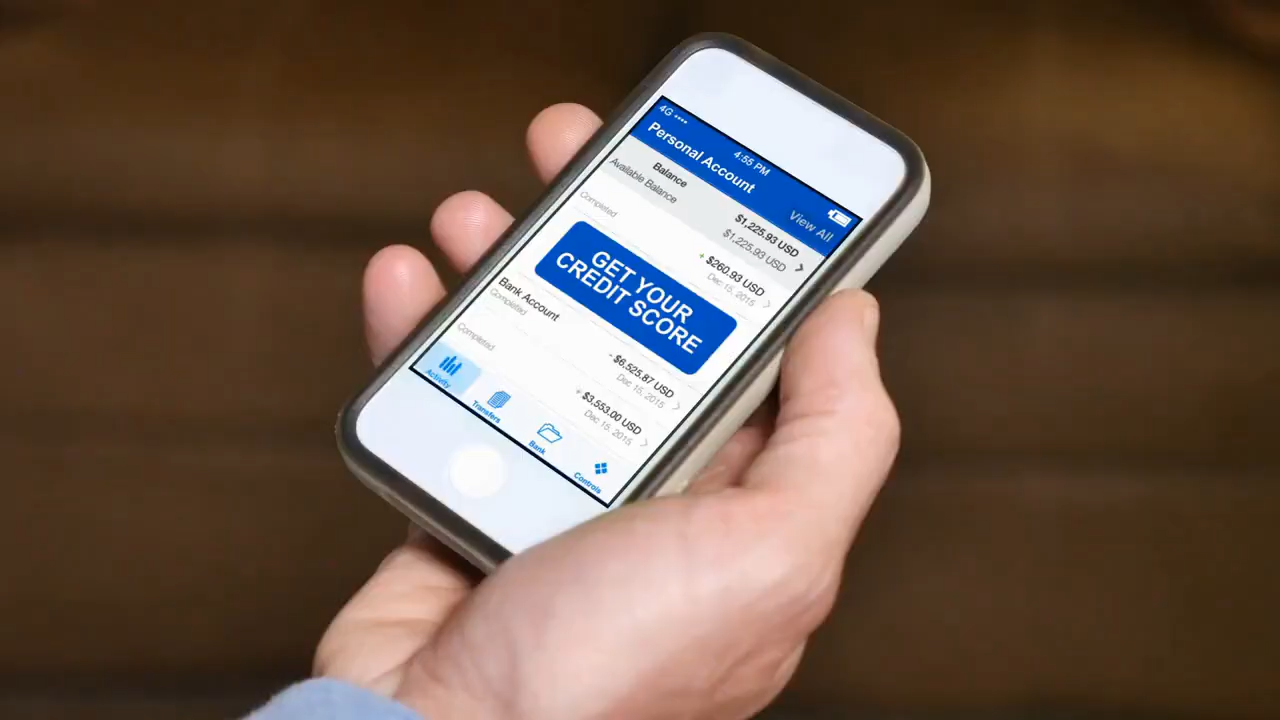 4G
4:55 PM
Personal Account
View All
Balance
$1,225.93 USD
Available Balance
$1,225.93 USD
Completed
+ $260.93 USD
Dec 15, 2015
GET YOUR
CREDIT SCORE
Bank Account
Completed
- $6,525.87 USD
Dec 15, 2015
Completed
+ $3,553.00 USD
Dec 15, 2015
Activity
Transfers
Bank
Controls